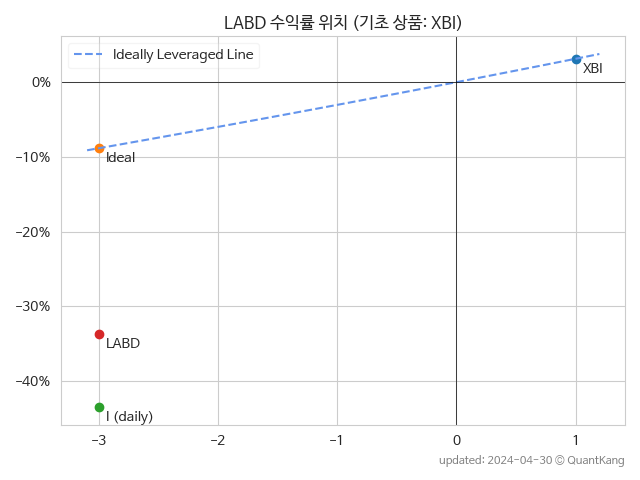 LABD 수익률 위치 (기초 상품: XBI)
Ideally Leveraged Line
XBI
0%
Ideal
-10%
-20%
-30%
LABD
-40%
I (daily)
-3 -2 -1 0 1
updated: 2024-04-30 © QuantKang